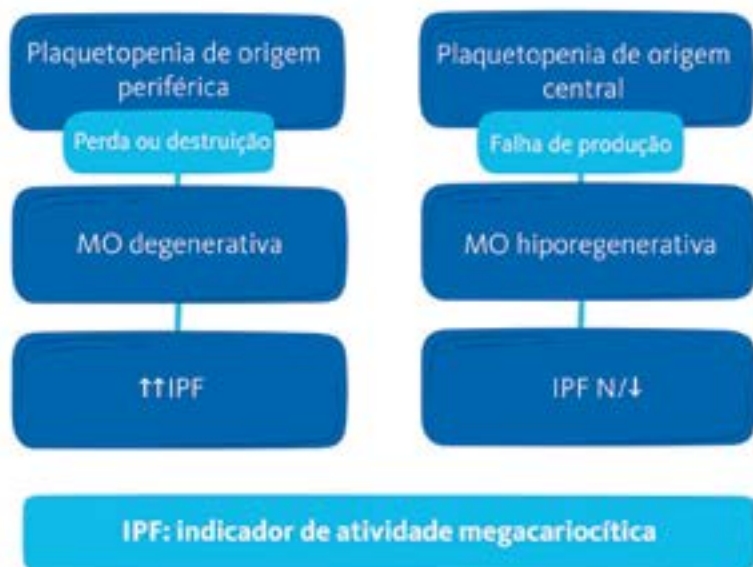 Plaquetopenia de origem
periférica
Perda ou destruição
MO degenerativa
↑↑IPF
Plaquetopenia de origem
central
Falha de produção
MO hiporegenerativa
IPF N/↓
IPF: indicador de atividade megacariocítica